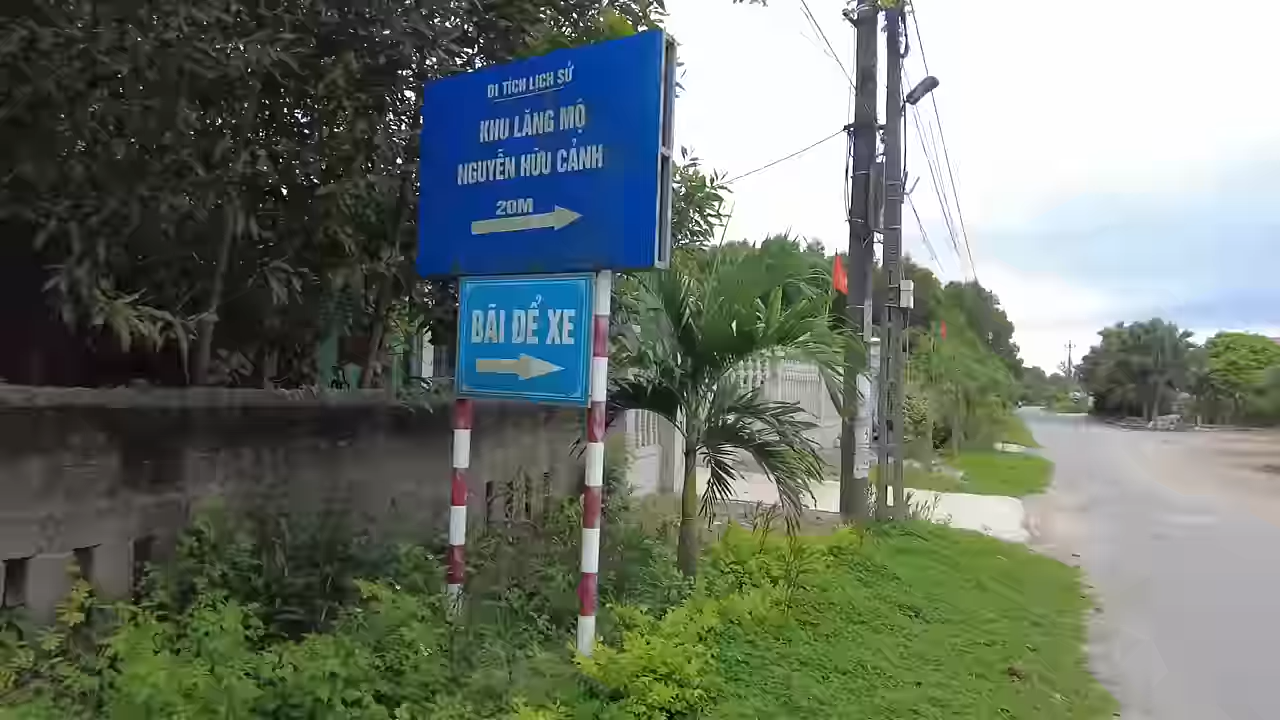 DI TÍCH LỊCH SỬ
KHU LĂNG MỘ
NGUYỄN HỮU CẢNH
20M
BÃI ĐỂ XE